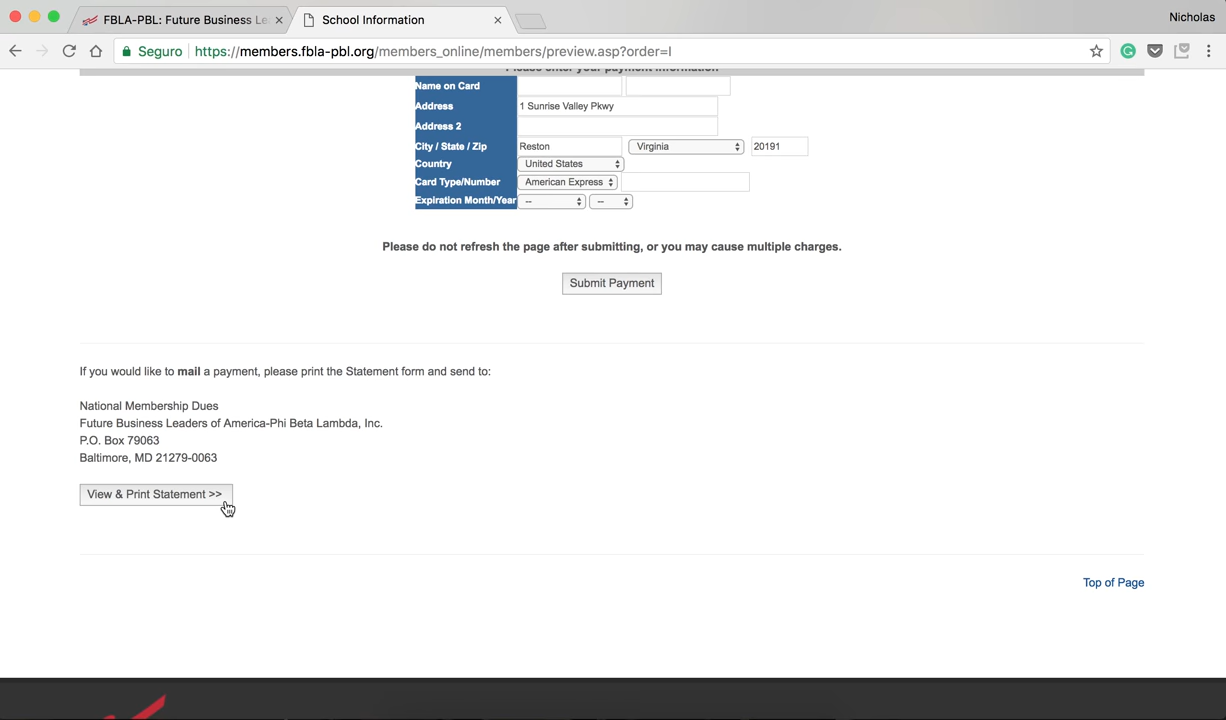 FBLA-PBL: Future Business Le
School Information
Nicholas
Seguro https://members.fbla-pbl.org/members_online/members/preview.asp?order=I
Please enter your payment information
Name on Card
Address 1 Sunrise Valley Pkwy
Address 2
City / State / Zip Reston Virginia 20191
Country United States
Card Type/Number American Express
Expiration Month/Year -- --
Please do not refresh the page after submitting, or you may cause multiple charges.
Submit Payment
If you would like to mail a payment, please print the Statement form and send to:
National Membership Dues
Future Business Leaders of America-Phi Beta Lambda, Inc.
P.O. Box 79063
Baltimore, MD 21279-0063
View & Print Statement >>
Top of Page